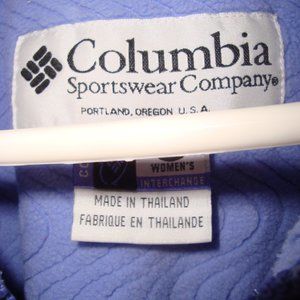 Columbia
Sportswear Company®
PORTLAND, OREGON U.S.A.
WOMEN'S
INTERCHANGE
MADE IN THAILAND
FABRIQUE EN THAILANDE